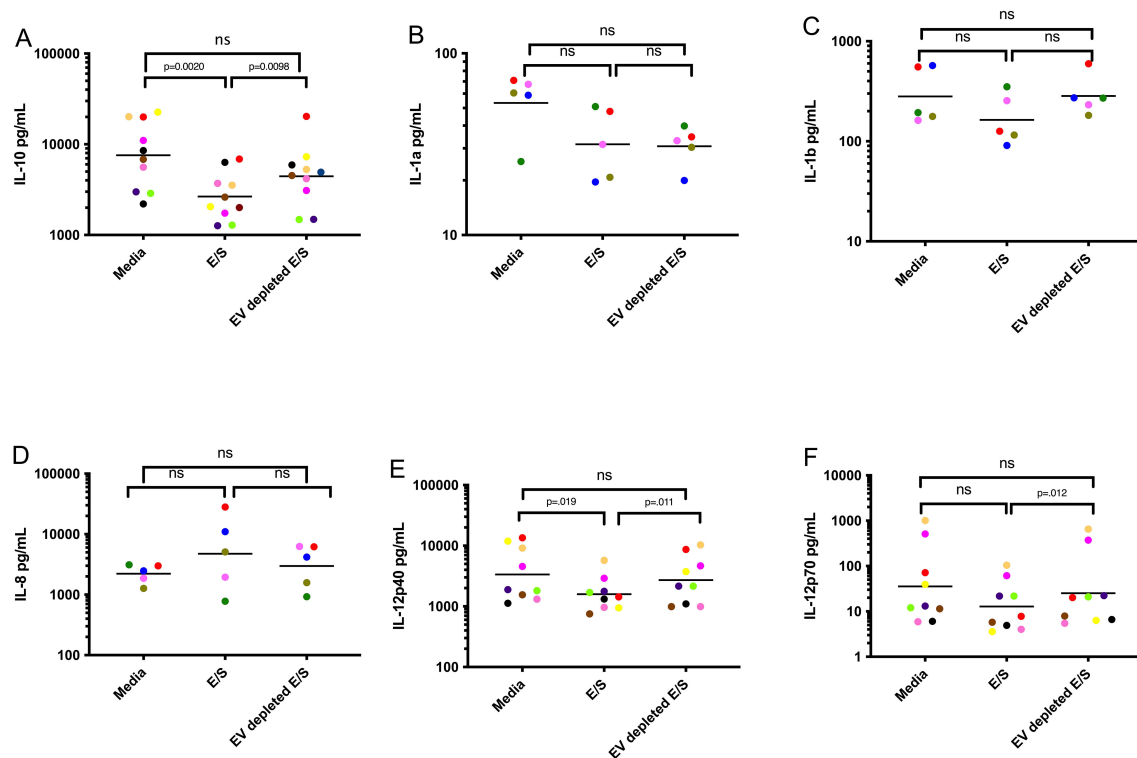 A
ns
p=0.0020
p=0.0098
IL-10 pg/mL
100000
10000
1000
Media
E/S
EV depleted E/S
B
ns
ns
ns
IL-1a pg/mL
100
10
Media
E/S
EV depleted E/S
C
ns
ns
ns
IL-1b pg/mL
1000
100
10
Media
E/S
EV depleted E/S
D
ns
ns
ns
IL-8 pg/mL
100000
10000
1000
100
Media
E/S
EV depleted E/S
E
ns
p=.019
p=.011
IL-12p40 pg/mL
100000
10000
1000
100
Media
E/S
EV depleted E/S
F
ns
ns
p=.012
IL-12p70 pg/mL
10000
1000
100
10
1
Media
E/S
EV depleted E/S